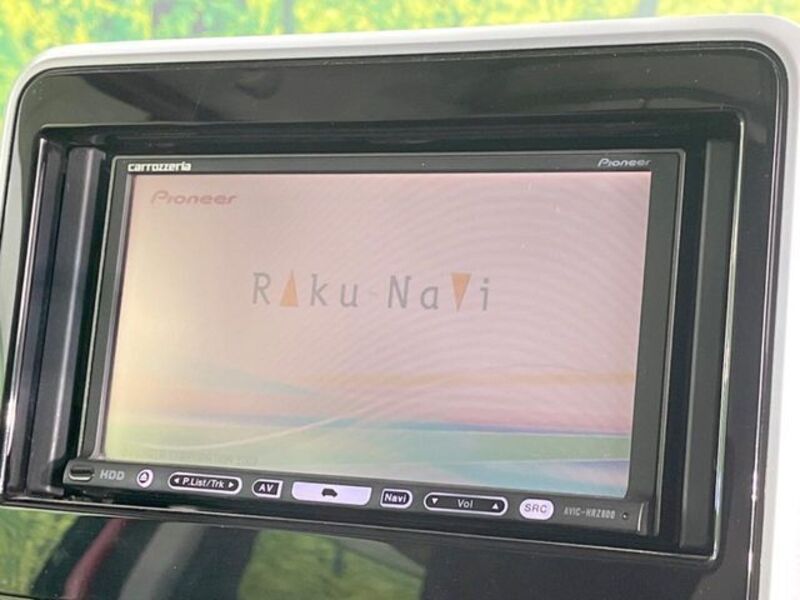 carrozzeria Pioneer
Pioneer
Raku-Navi
HDD P.List/Trk AV Navi Vol SRC AVIC-HRZ800